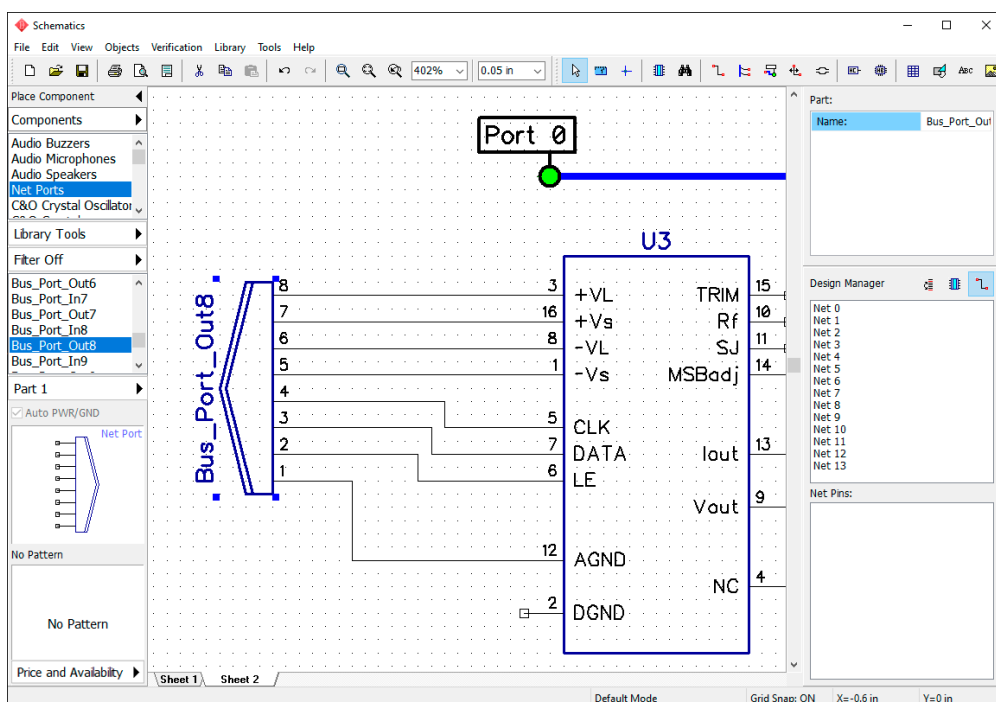 Schematics
File Edit View Objects Verification Library Tools Help
402% 0.05 in ABC
Place Component
Components
Audio Buzzers
Audio Microphones
Audio Speakers
Net Ports
C&O Crystal Oscillator
Library Tools
Filter Off
Bus_Port_Out6
Bus_Port_In7
Bus_Port_Out7
Bus_Port_In8
Bus_Port_Out8
Bus_Port_In9
Part 1
Auto PWR/GND
Net Port
No Pattern
No Pattern
Price and Availability
Port 0
U3
Bus_Port_Out8
8 3 +VL TRIM 15
7 16 +Vs Rf 10
6 8 -VL SJ 11
5 1 -Vs MSBadj 14
4 5 CLK
3 7 DATA Iout 13
2 6 LE
1
Vout 9
12 AGND
NC 4
2 DGND
Sheet 1 Sheet 2
Part:
Name: Bus_Port_Out
Design Manager
Net 0
Net 1
Net 2
Net 3
Net 4
Net 5
Net 6
Net 7
Net 8
Net 9
Net 10
Net 11
Net 12
Net 13
Net Pins:
Default Mode Grid Snap: ON X=-0.6 in Y=0 in